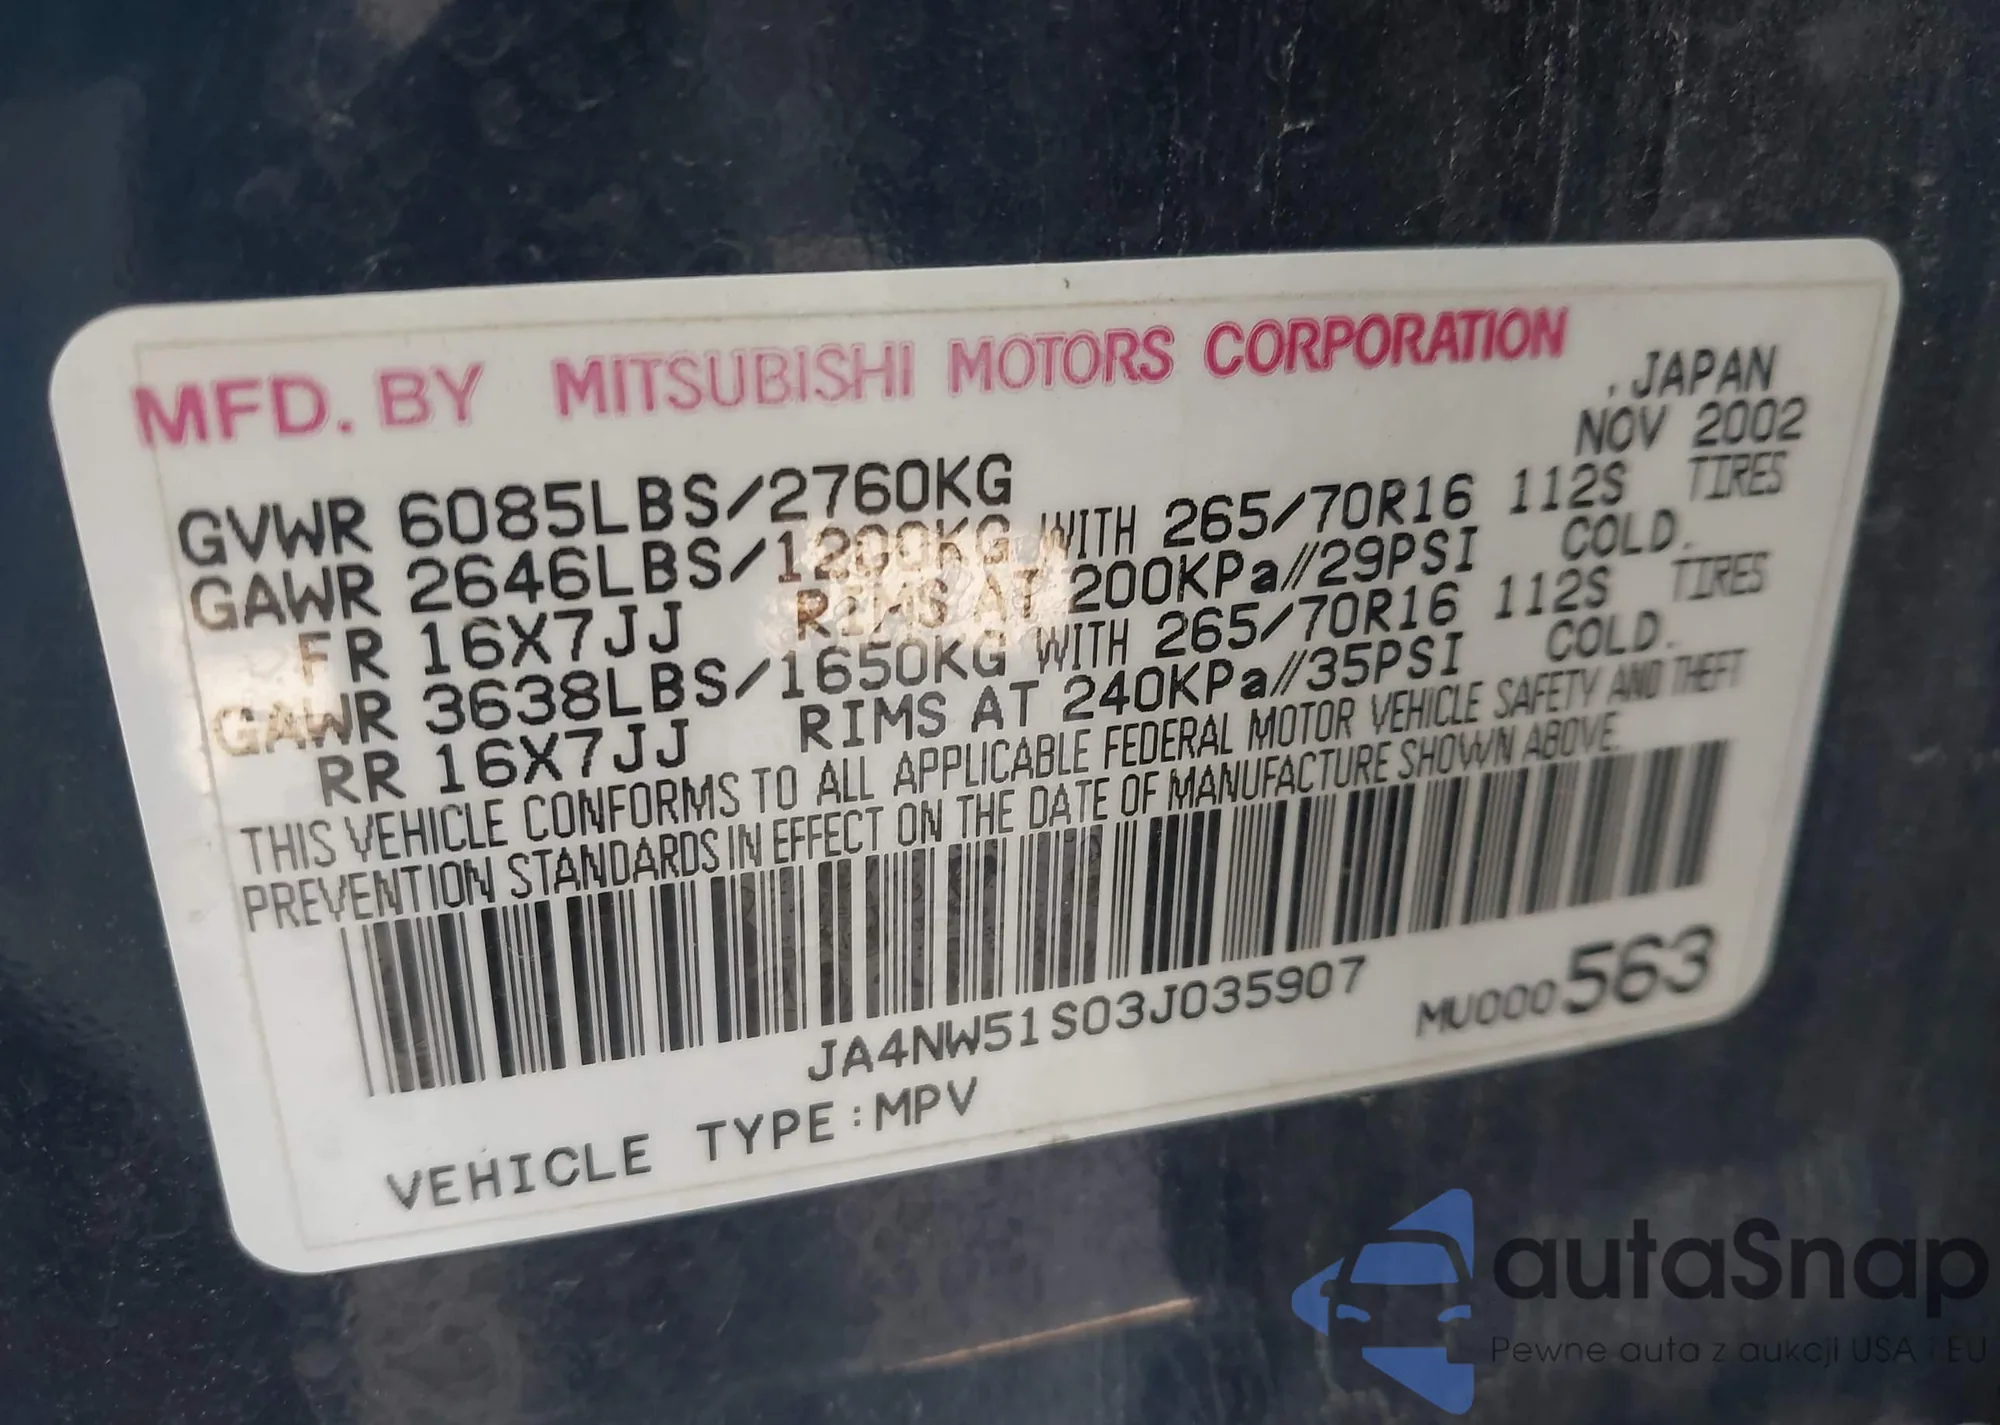 MFD. BY MITSUBISHI MOTORS CORPORATION
, JAPAN
NOV 2002
GVWR 6085LBS/2760KG
GAWR 2646LBS/1200KG WITH 265/70R16 112S TIRES
FR 16X7JJ RIMS AT 200KPa//29PSI COLD.
GAWR 3638LBS/1650KG WITH 265/70R16 112S TIRES
RR 16X7JJ RIMS AT 240KPa//35PSI COLD.
THIS VEHICLE CONFORMS TO ALL APPLICABLE FEDERAL MOTOR VEHICLE SAFETY AND THEFT
PREVENTION STANDARDS IN EFFECT ON THE DATE OF MANUFACTURE SHOWN ABOVE.
JA4NW51S03J035907
MU000563
VEHICLE TYPE:MPV
autaSnap
Pewne auta z aukcji USA i EU